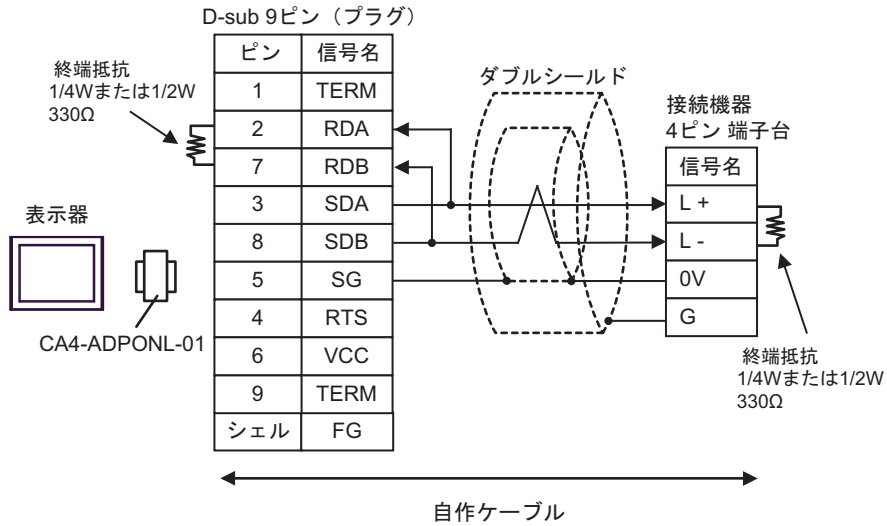 D-sub 9ピン（プラグ）
ピン 信号名
1 TERM
2 RDA
7 RDB
3 SDA
8 SDB
5 SG
4 RTS
6 VCC
9 TERM
シェル FG
終端抵抗
1/4Wまたは1/2W
330Ω
表示器
CA4-ADPONL-01
ダブルシールド
接続機器
4ピン 端子台
信号名
L +
L -
0V
G
終端抵抗
1/4Wまたは1/2W
330Ω
自作ケーブル